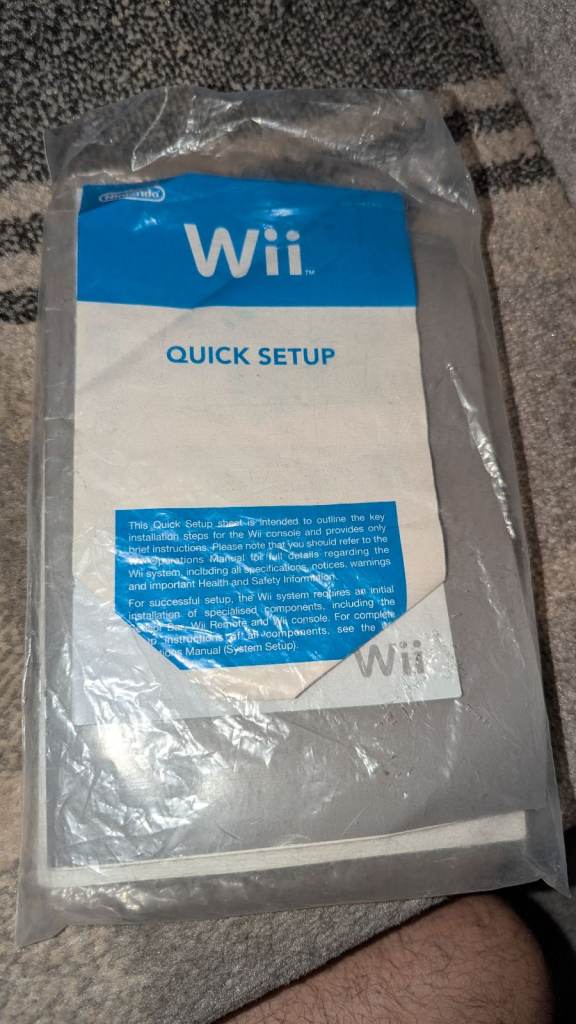 Nintendo
Wii™
QUICK SETUP
This Quick Setup sheet is intended to outline the key
installation steps for the Wii console and provides only
brief instructions. Please note that you should refer to the
Operations Manual for full details regarding the
Wii system, including all specifications, notices, warnings
and important Health and Safety Information.
For successful setup, the Wii system requires an initial
installation of specialised components, including the
Bar, Wii Remote and Wii console. For complete
instructions of all components, see the
Manual (System Setup).
Wii